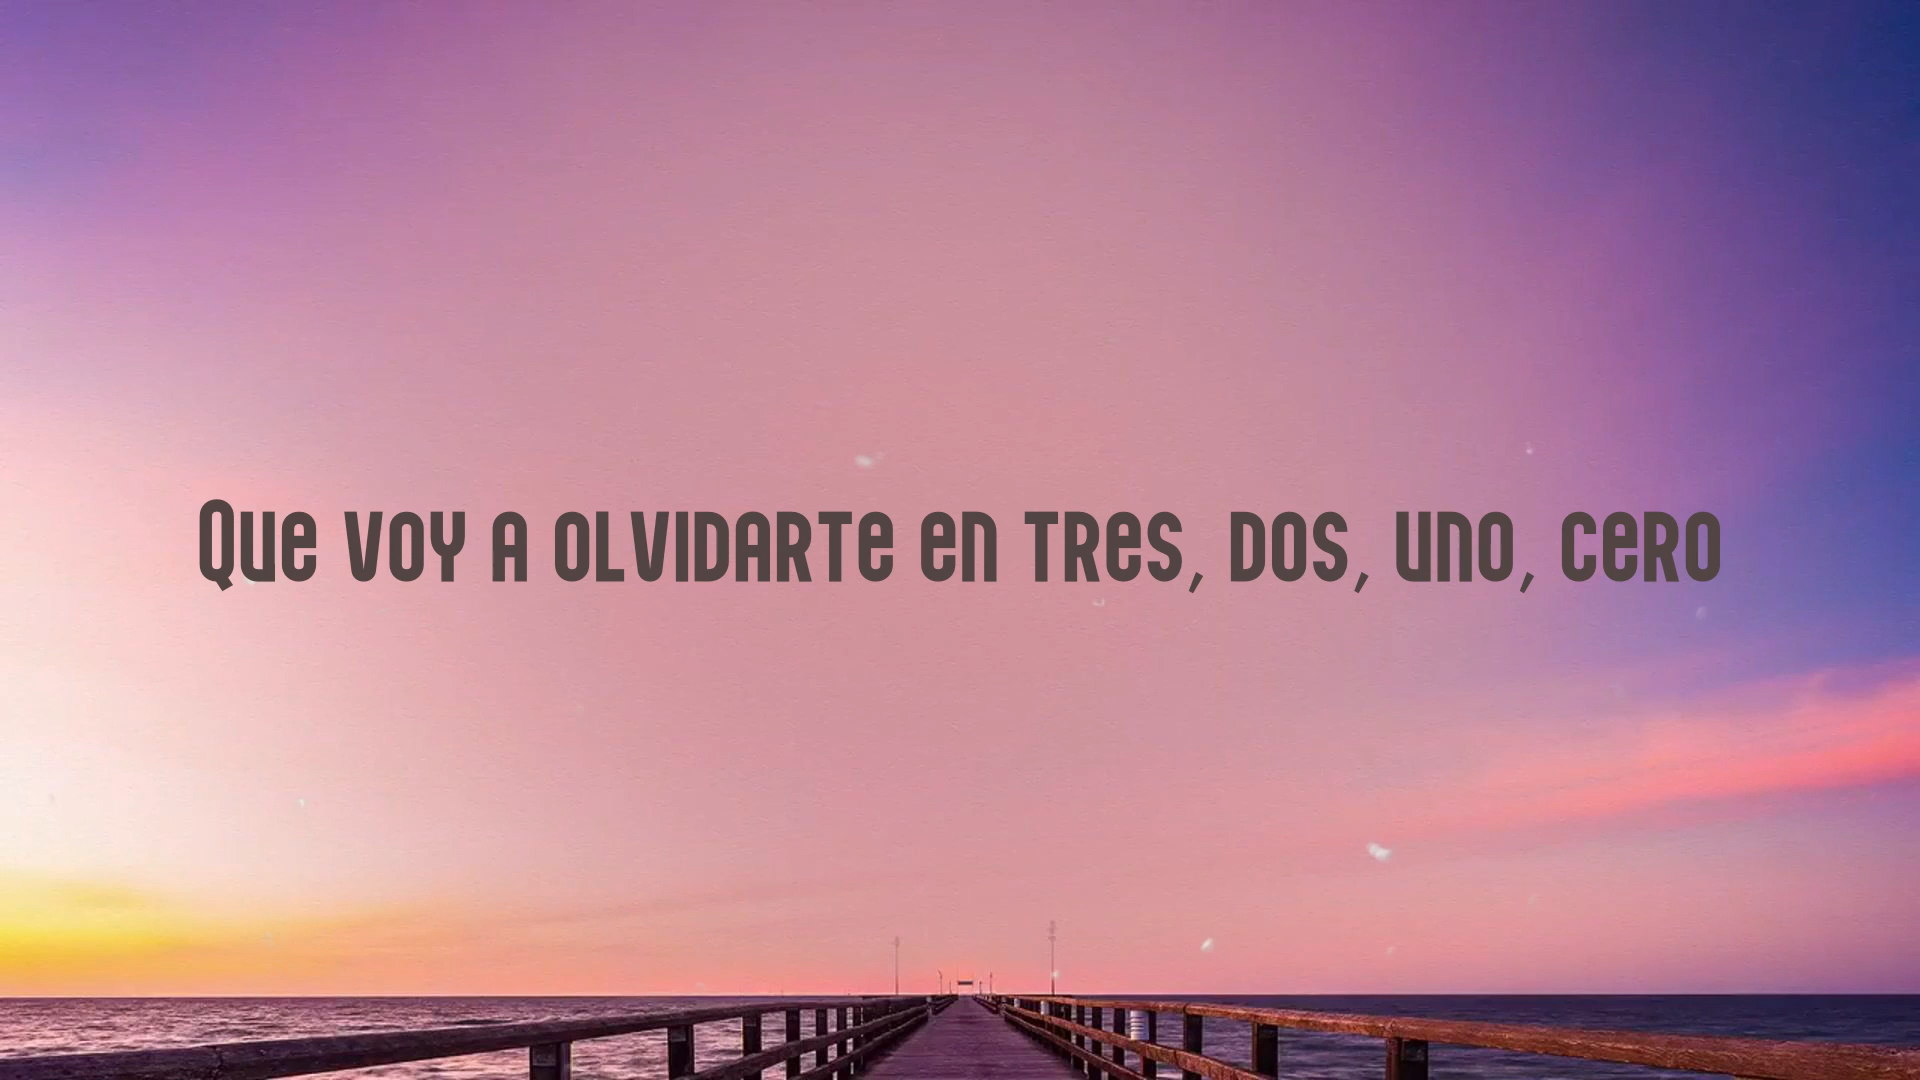 Que voy a olvidarte en tres, dos, uno, cero